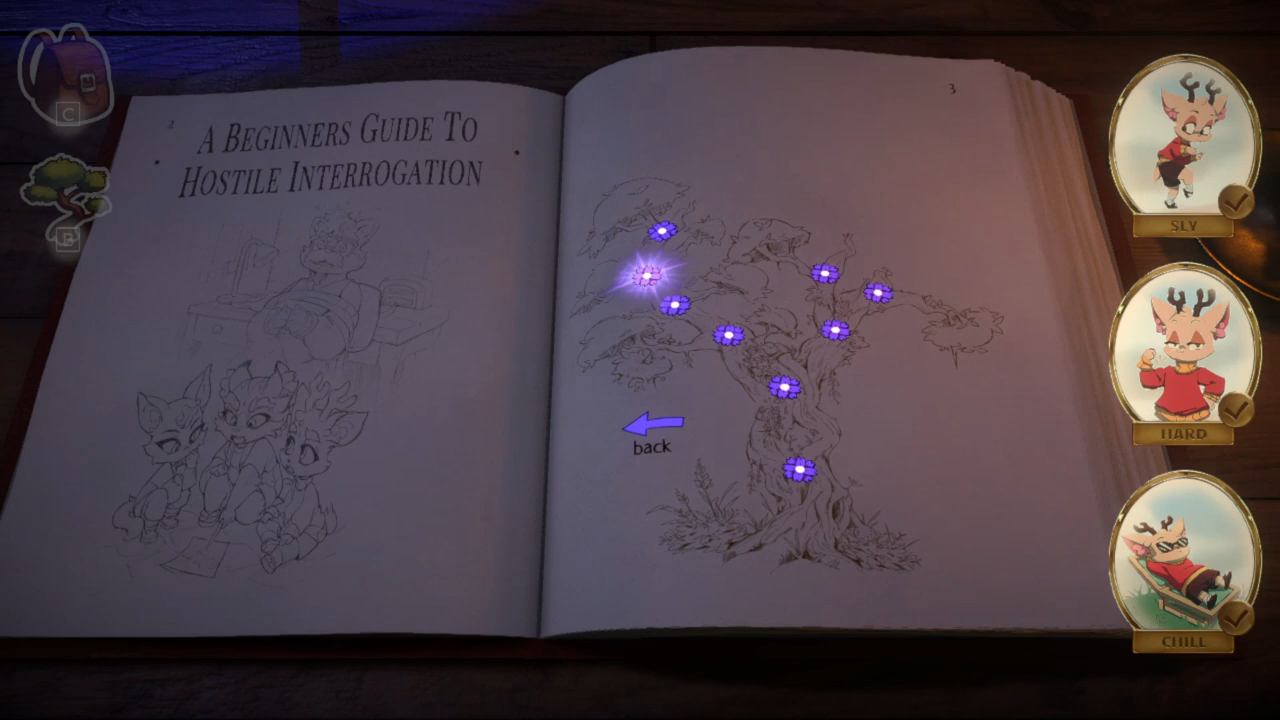 C
B
2
A BEGINNERS GUIDE TO
HOSTILE INTERROGATION
3
back
SLY
HARD
CHILL